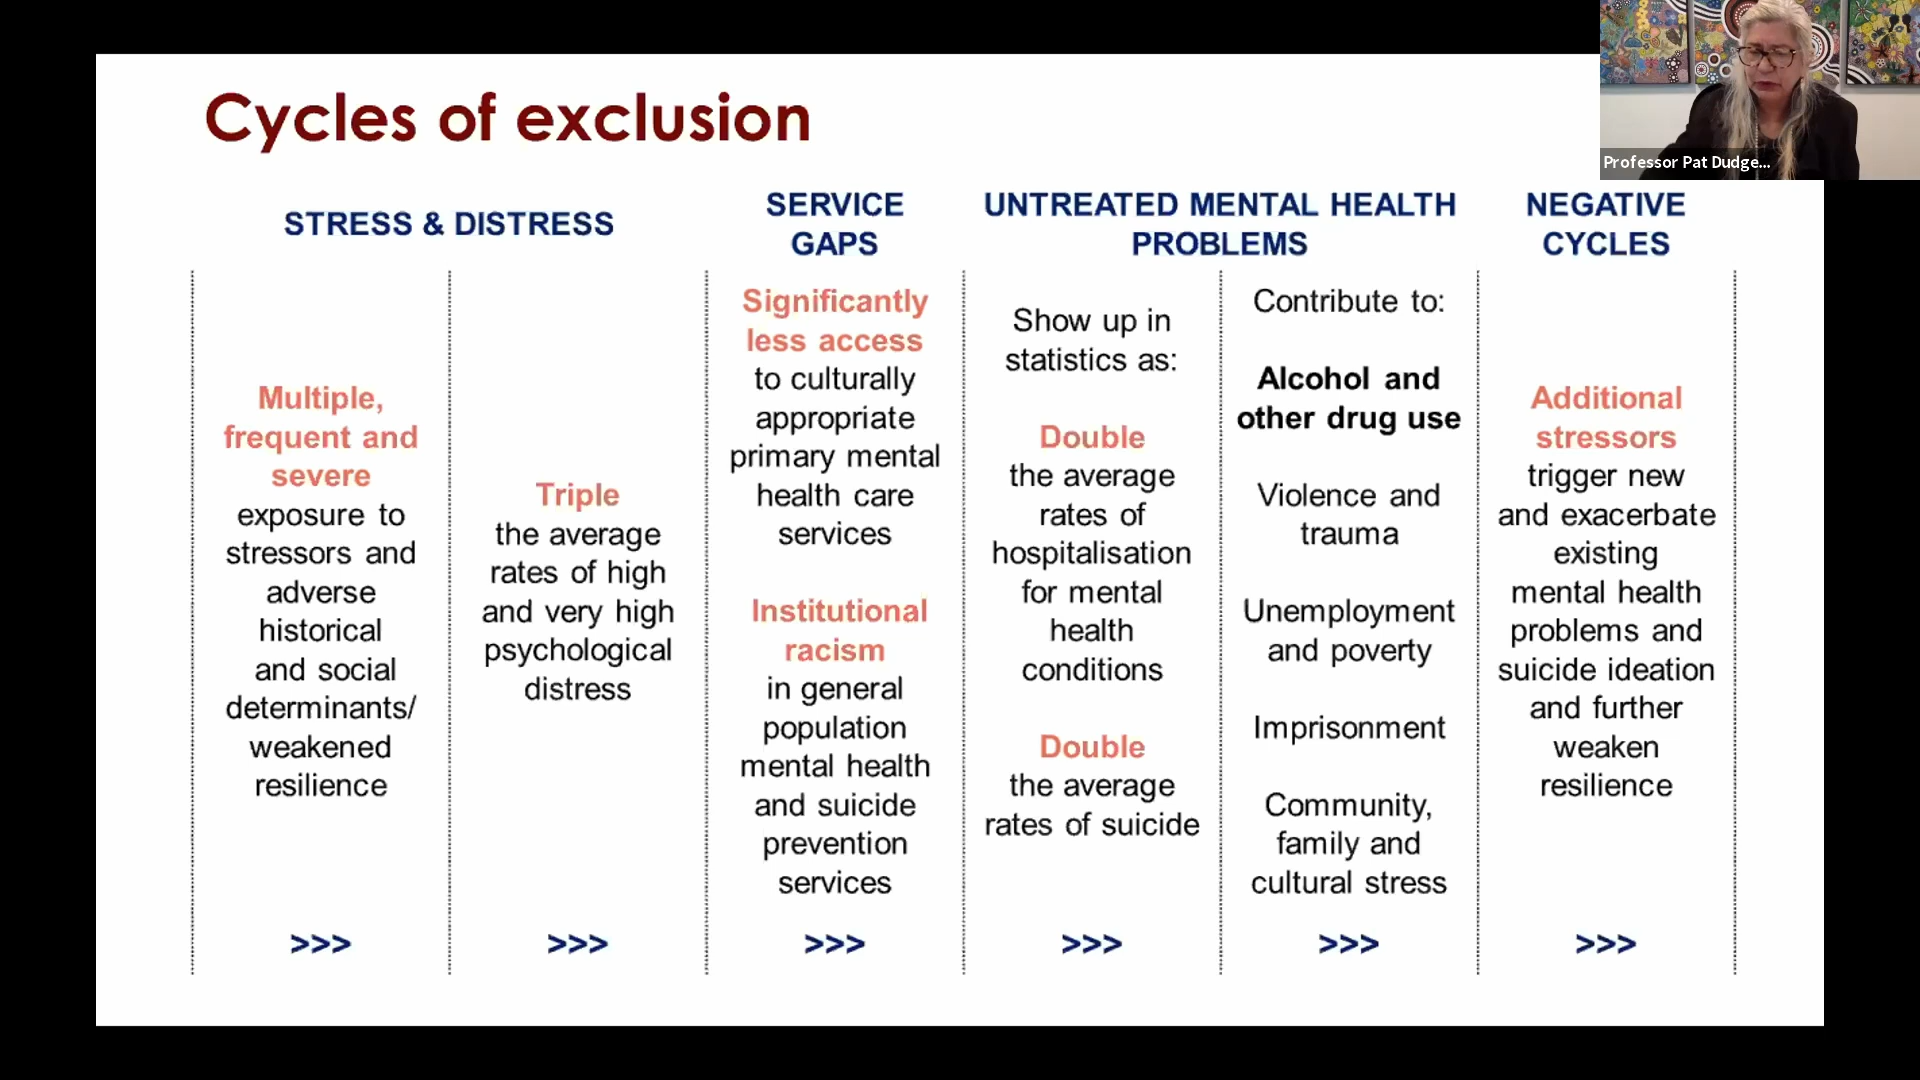 Cycles of exclusion
Professor Pat Dudge...
STRESS & DISTRESS
SERVICE
GAPS
UNTREATED MENTAL HEALTH
PROBLEMS
NEGATIVE
CYCLES
Multiple,
frequent and
severe
exposure to
stressors and
adverse
historical
and social
determinants/
weakened
resilience
>>>
Triple
the average
rates of high
and very high
psychological
distress
>>>
Significantly
less access
to culturally
appropriate
primary mental
health care
services
Institutional
racism
in general
population
mental health
and suicide
prevention
services
>>>
Show up in
statistics as:
Double
the average
rates of
hospitalisation
for mental
health
conditions
Double
the average
rates of suicide
>>>
Contribute to:
Alcohol and
other drug use
Violence and
trauma
Unemployment
and poverty
Imprisonment
Community,
family and
cultural stress
>>>
Additional
stressors
trigger new
and exacerbate
existing
mental health
problems and
suicide ideation
and further
weaken
resilience
>>>